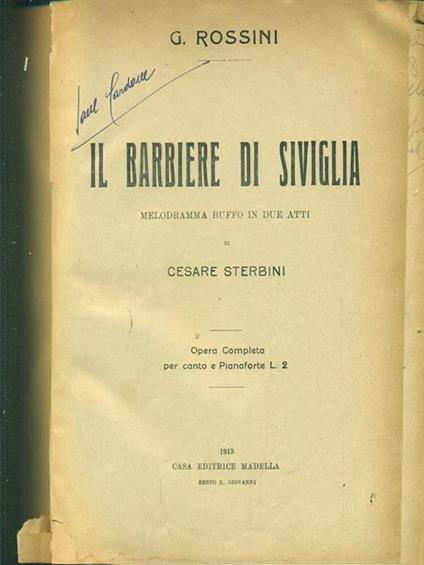 G. ROSSINI
IL BARBIERE DI SIVIGLIA
MELODRAMMA BUFFO IN DUE ATTI
DI
CESARE STERBINI
Opera Completa
per canto e Pianoforte L. 2
1913
CASA EDITRICE MADELLA
SESTO S. GIOVANNI